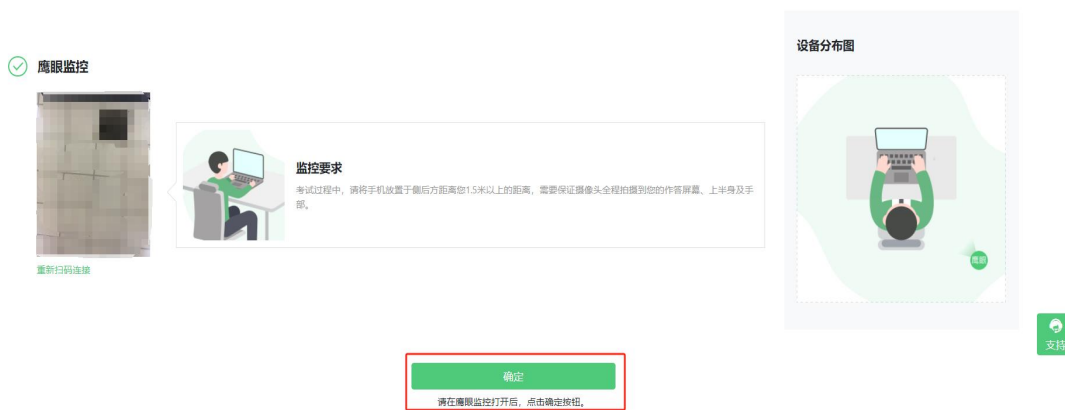 设备分布图
鹰眼监控
监控要求
考试过程中，请将手机放置于侧后方距离您1.5米以上的距离，需要保证摄像头全程拍摄到您的作答屏幕、上半身及手
部。
鹰眼
重新扫码连接
支持
确定
请在鹰眼监控打开后，点击确定按钮。